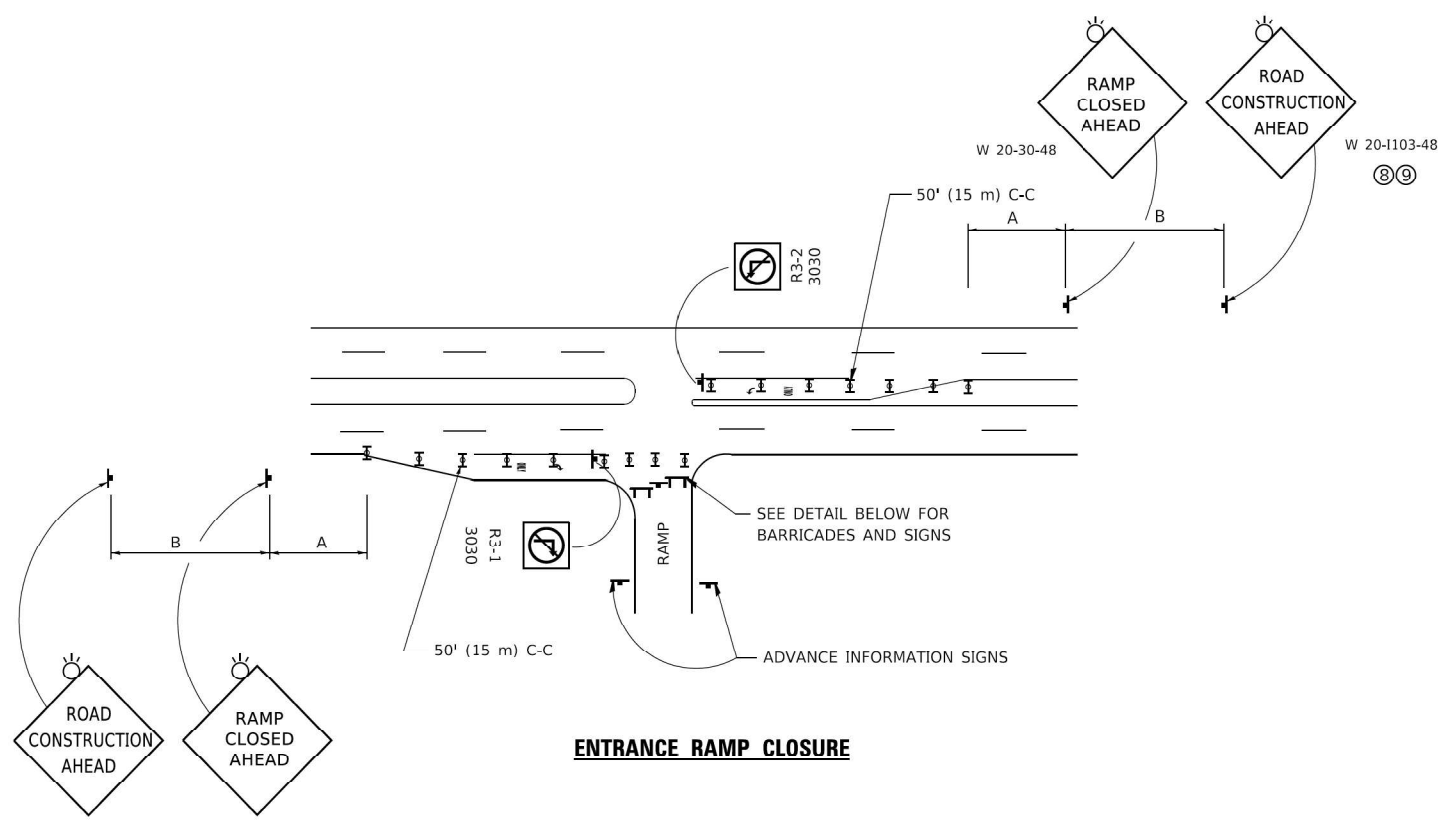 RAMP
CLOSED
AHEAD
ROAD
CONSTRUCTION
AHEAD
W 20-30-48
W 20-I103-48
8 9
50' (15 m) C-C
A
B
R3-2
3030
SEE DETAIL BELOW FOR
BARRICADES AND SIGNS
RAMP
R3-1
3030
B
A
50' (15 m) C-C
ADVANCE INFORMATION SIGNS
ROAD
CONSTRUCTION
AHEAD
RAMP
CLOSED
AHEAD
ENTRANCE RAMP CLOSURE